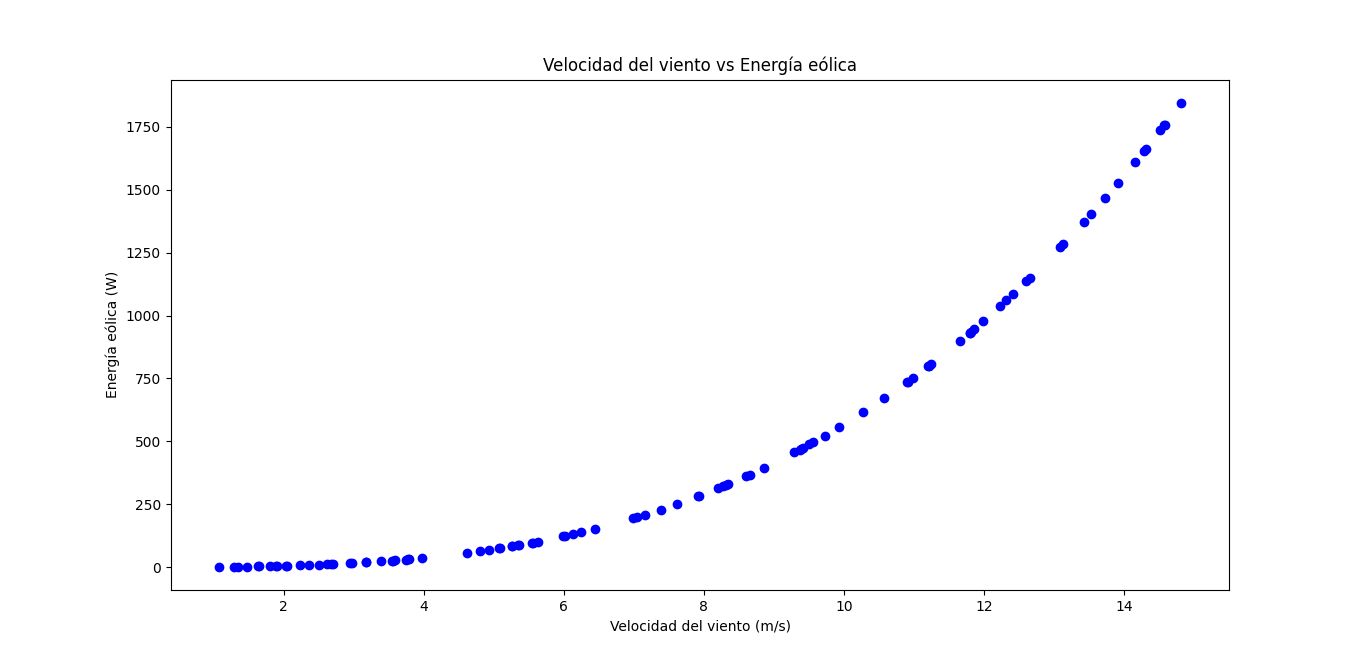 Velocidad del viento vs Energía eólica
Energía eólica (W)
1750
1500
1250
1000
750
500
250
0
2 4 6 8 10 12 14
Velocidad del viento (m/s)